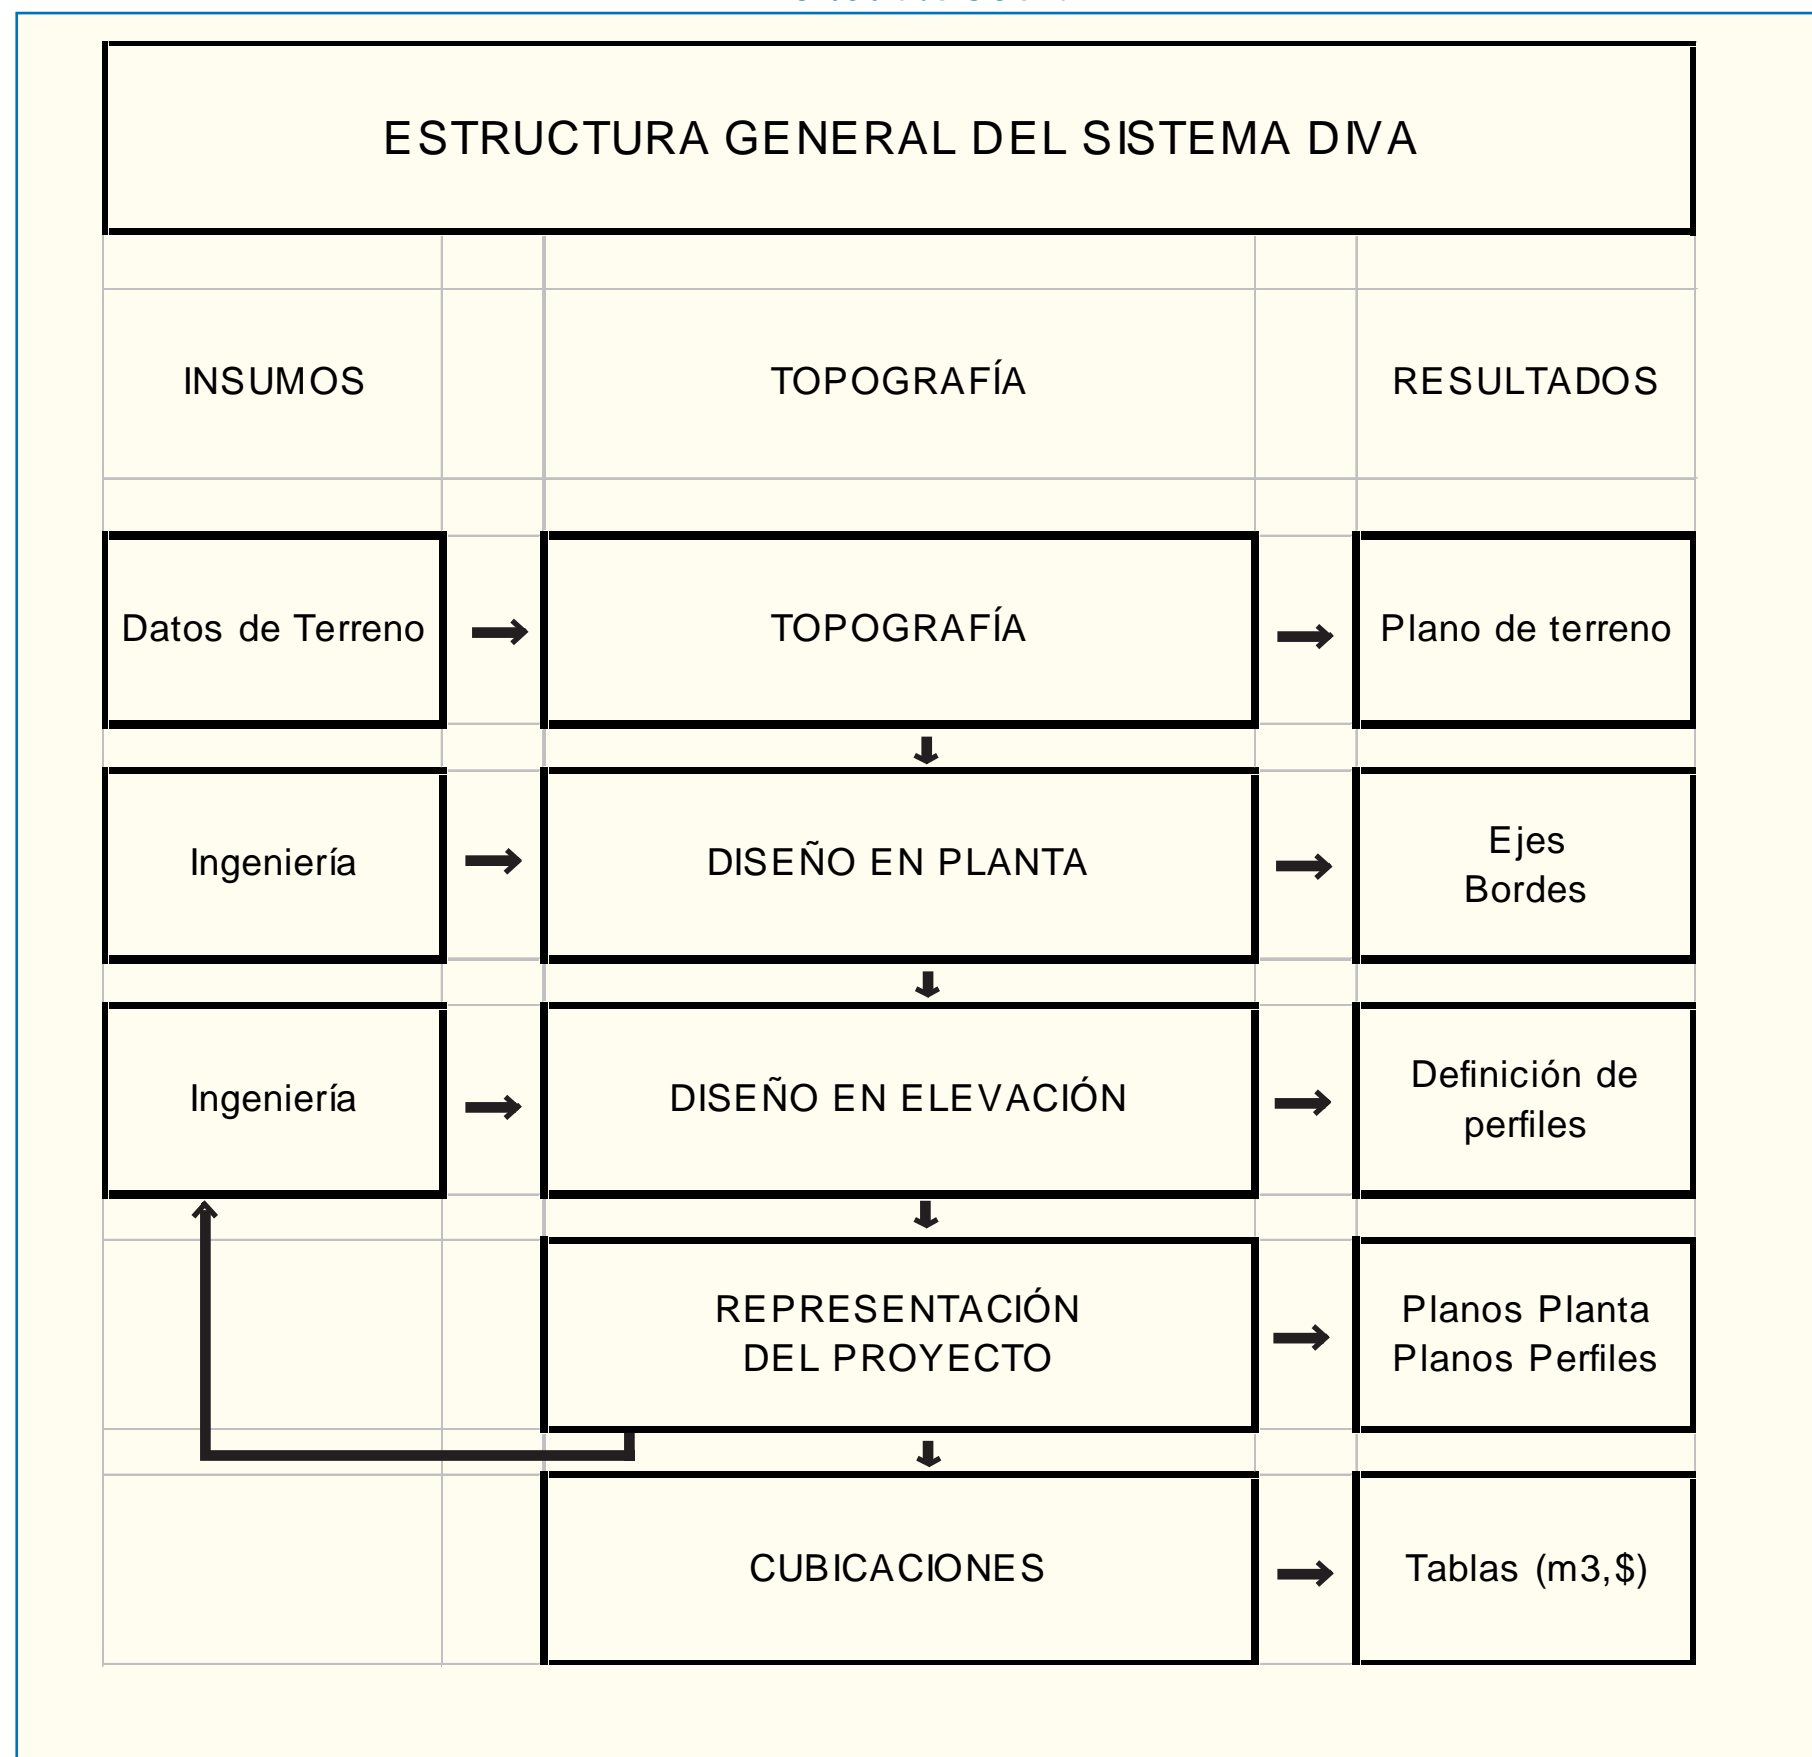 ESTRUCTURA GENERAL DEL SISTEMA DIVA
INSUMOS
TOPOGRAFÍA
RESULTADOS
Datos de Terreno
TOPOGRAFÍA
Plano de terreno
Ingeniería
DISEÑO EN PLANTA
Ejes
Bordes
Ingeniería
DISEÑO EN ELEVACIÓN
Definición de
perfiles
REPRESENTACIÓN
DEL PROYECTO
Planos Planta
Planos Perfiles
CUBICACIONES
Tablas (m3,$)